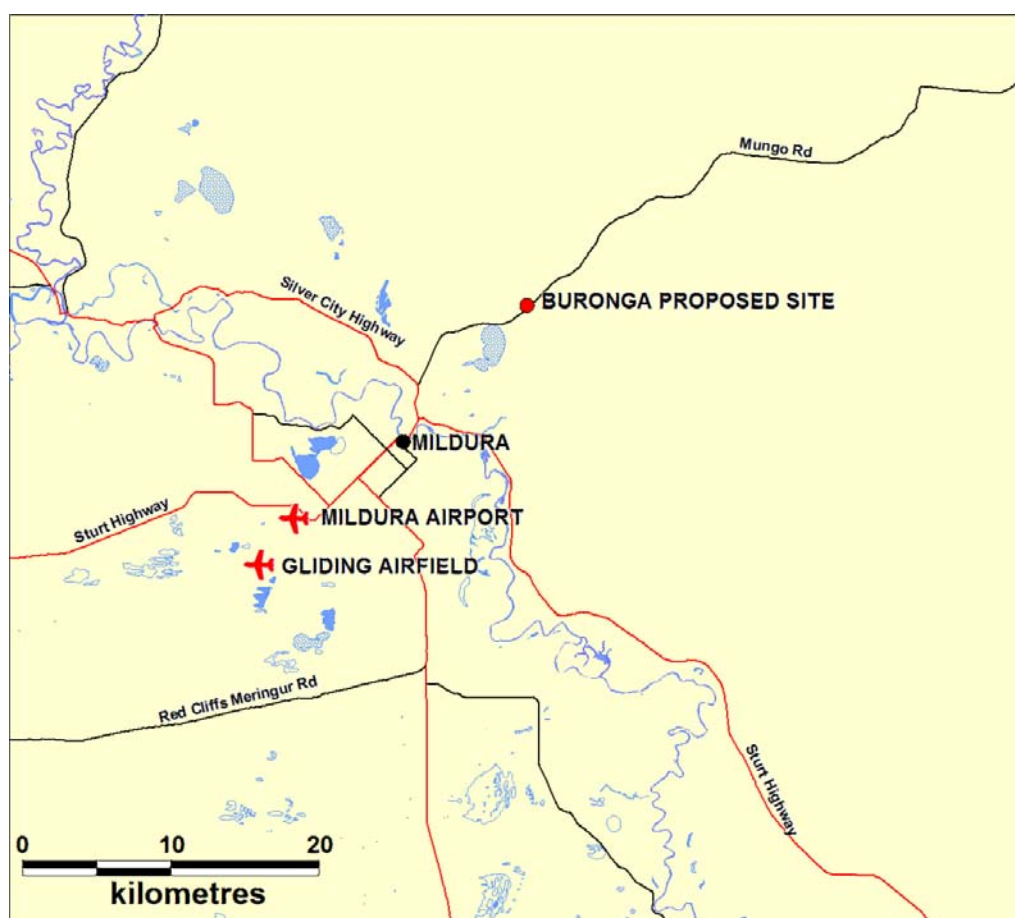 Mungo Rd
Silver City Highway
BURONGA PROPOSED SITE
MILDURA
Sturt Highway
MILDURA AIRPORT
GLIDING AIRFIELD
Red Cliffs Meringur Rd
Sturt Highway
0 10 20
kilometres